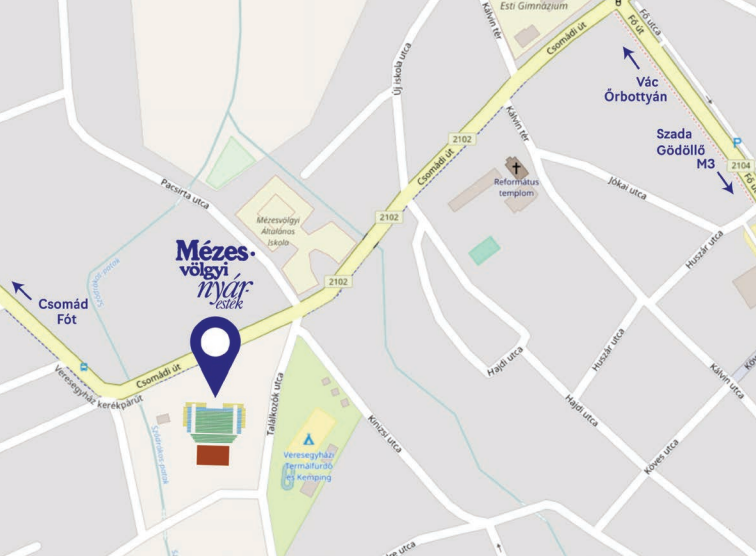 Esti Gimnázium
Kálvin tér
Fő utca
Fő út
Csomádi út
Új iskola utca
Vác
Őrbottyán
2102
Kálvin tér
Szada
Gödöllő
M3
P
2104
Csomádi út
Református
templom
Jókai utca
Pacsirta utca
2102
Mézesvölgyi
Általános
Iskola
Huszár utca
Mézes·
völgyi
nyár
esték
2102
Csomád
Fót
Csomádi út
Veresegyház kerékpárút
Hajdi utca
Huszár utca
Kálvin utca
Találkozók utca
Hajdi utca
Kinizsi utca
Veresegyházi
Termálfürdő
és Kemping
Köves utca